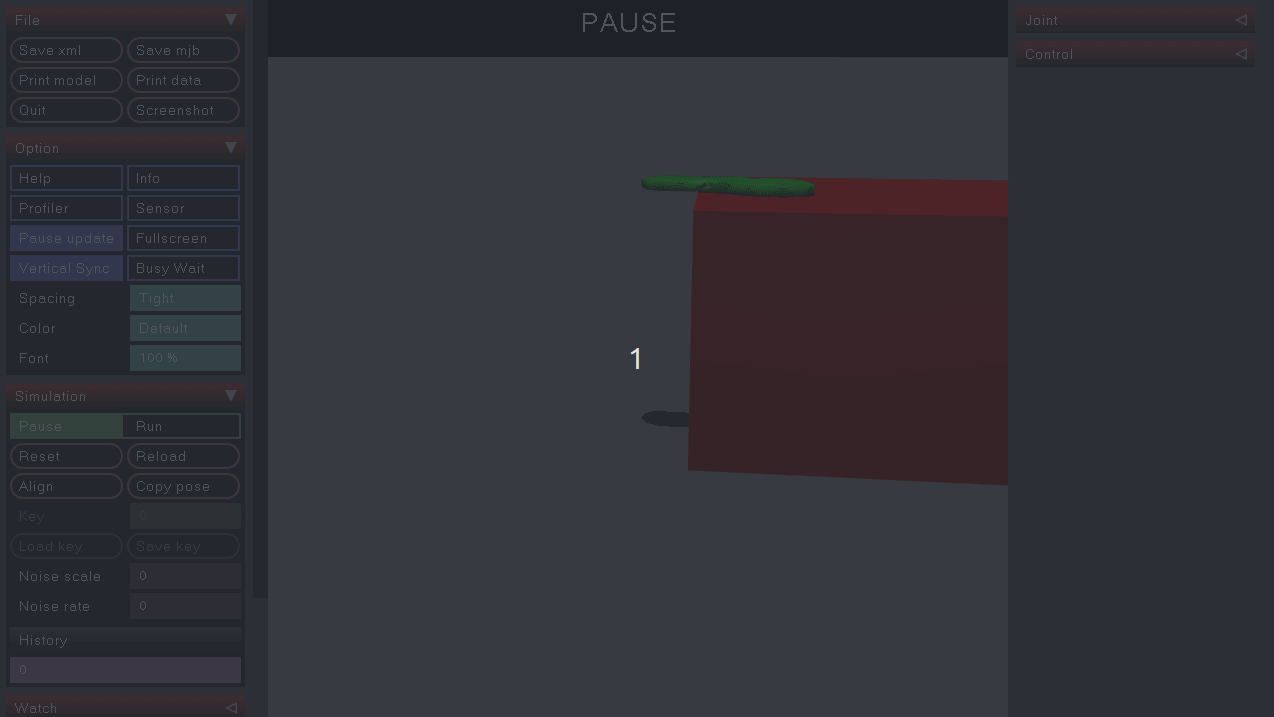 PAUSE
File
Save xml
Save mjb
Print model
Print data
Quit
Screenshot
Option
Help
Info
Profiler
Sensor
Pause update
Fullscreen
Vertical Sync
Busy Wait
Spacing
Tight
Color
Default
Font
100 %
Simulation
Pause
Run
Reset
Reload
Align
Copy pose
Key
0
Load key
Save key
Noise scale
0
Noise rate
0
History
0
Watch
1
Joint
Control